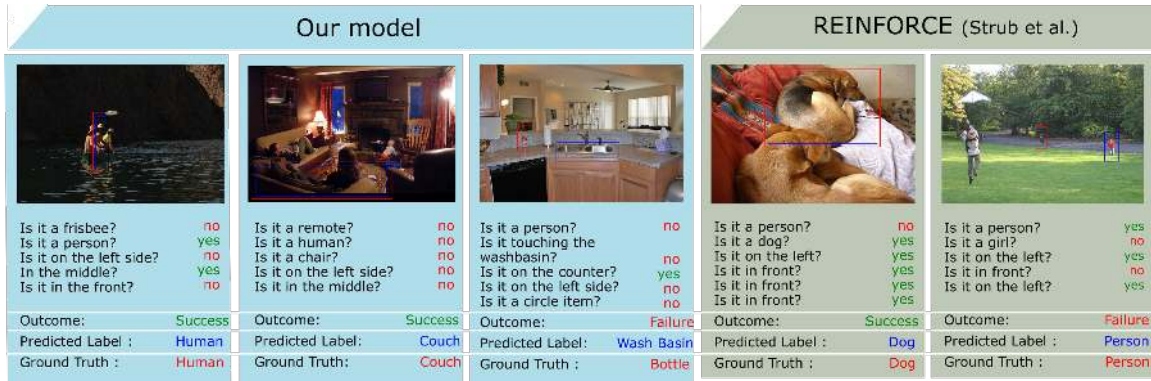 Our model
REINFORCE (Strub et al.)
Is it a frisbee? no
Is it a person? yes
Is it on the left side? no
In the middle? yes
Is it in the front? no
Outcome: Success
Predicted Label : Human
Ground Truth : Human
Is it a remote? no
Is it a human? no
Is it a chair? no
Is it on the left side? no
Is it in the middle? no
Outcome: Success
Predicted Label: Couch
Ground Truth: Couch
Is it a person? no
Is it touching the
washbasin? no
Is it on the counter? yes
Is it on the left side? no
Is it a circle item? no
Outcome: Failure
Predicted Label: Wash Basin
Ground Truth : Bottle
Is it a person? no
Is it a dog? yes
Is it on the left? yes
Is it in front? yes
Is it in front? yes
Is it in front? yes
Outcome: Success
Predicted Label : Dog
Ground Truth : Dog
Is it a person? yes
Is it a girl? no
Is it on the left? yes
Is it in front? no
Is it on the left? yes
Outcome: Failure
Predicted Label : Person
Ground Truth : Person